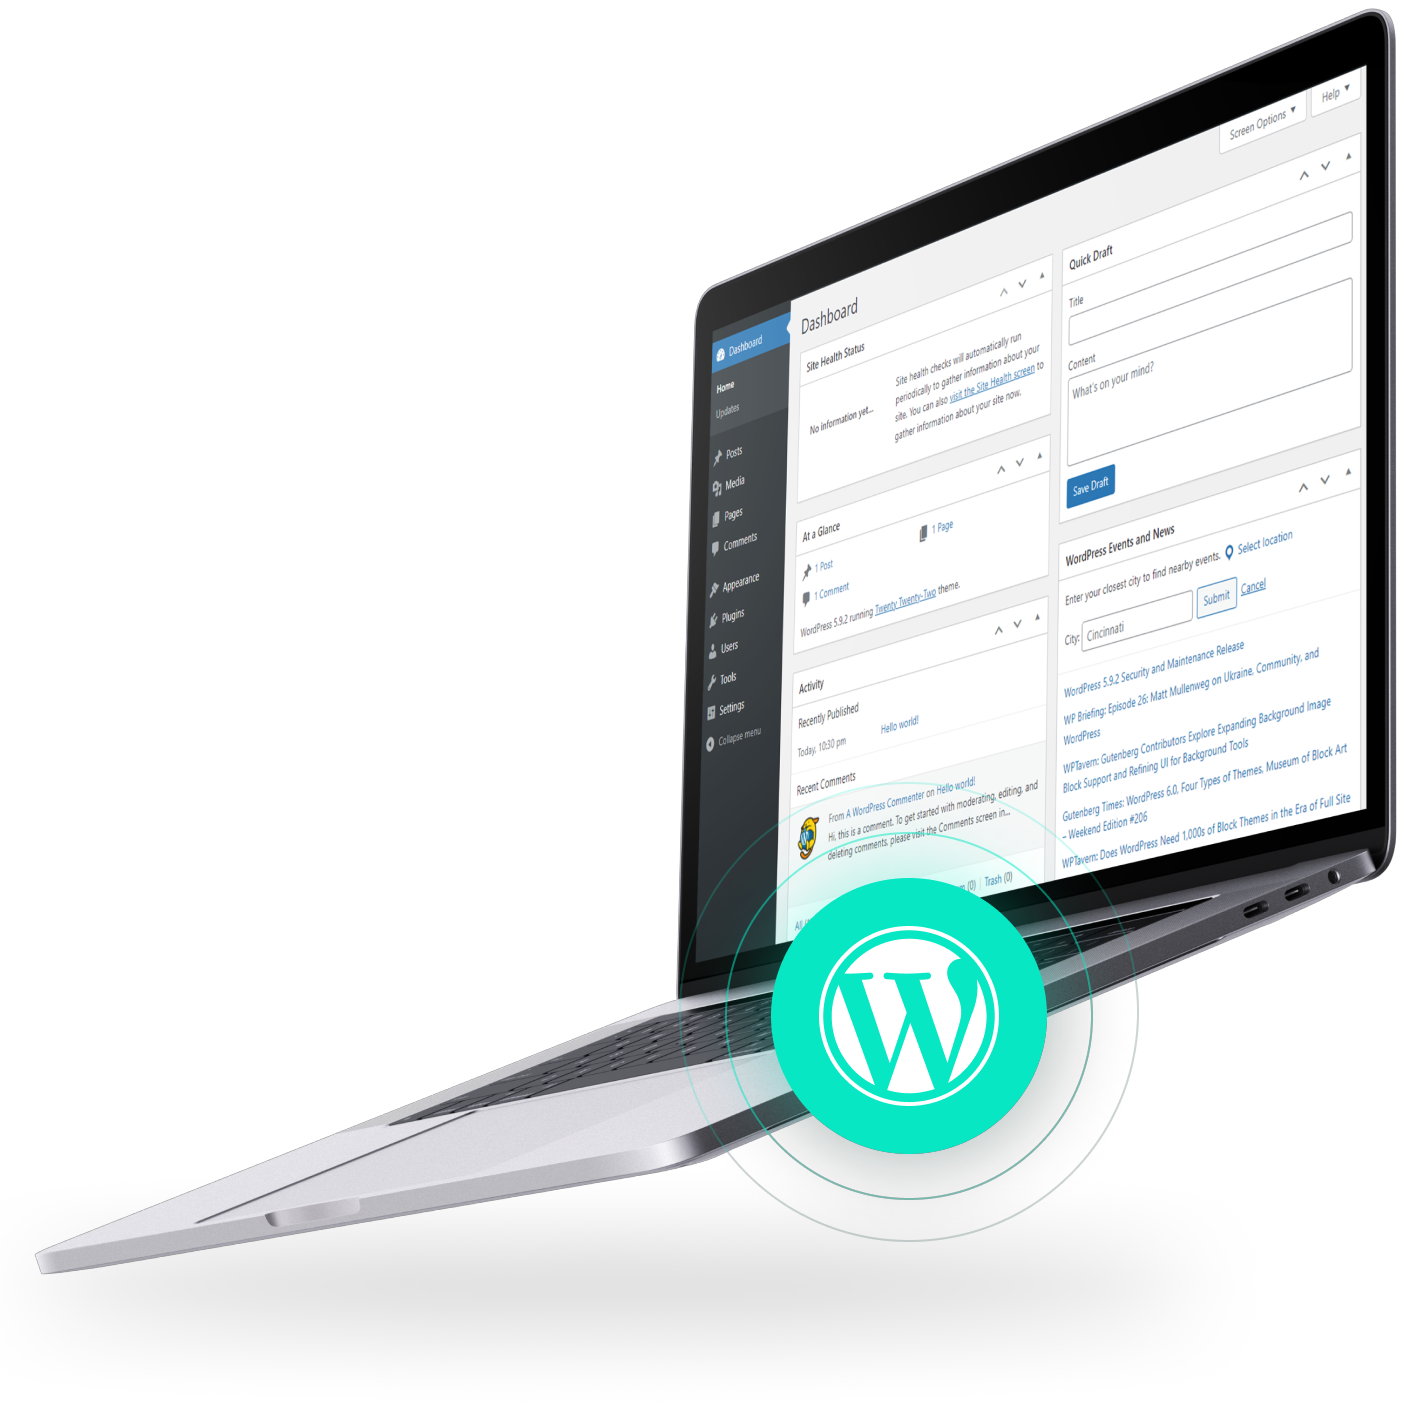 Screen Options
Help
Dashboard
Home
Updates
Posts
Media
Pages
Comments
Appearance
Plugins
Users
Tools
Settings
Collapse menu
Dashboard
Site Health Status
No information yet...
Site health checks will automatically run
periodically to gather information about your
site. You can also visit the Site Health screen to
gather information about your site now.
At a Glance
1 Post
1 Page
1 Comment
WordPress 5.9.2 running Twenty Twenty-Two theme.
Activity
Recently Published
Today, 10:30 pm
Hello world!
Recent Comments
From A WordPress Commenter on Hello world!
Hi, this is a comment. To get started with moderating, editing, and
deleting comments, please visit the Comments screen in...
All
(0) | Trash (0)
Quick Draft
Title
Content
What's on your mind?
Save Draft
WordPress Events and News
Enter your closest city to find nearby events.
Select location
City:
Cincinnati
Submit
Cancel
WordPress 5.9.2 Security and Maintenance Release
WP Briefing: Episode 26: Matt Mullenweg on Ukraine, Community, and
WordPress
WPTavern: Gutenberg Contributors Explore Expanding Background Image
Block Support and Refining UI for Background Tools
Gutenberg Times: WordPress 6.0, Four Types of Themes, Museum of Block Art
– Weekend Edition #206
WPTavern: Does WordPress Need 1,000s of Block Themes in the Era of Full Site
W